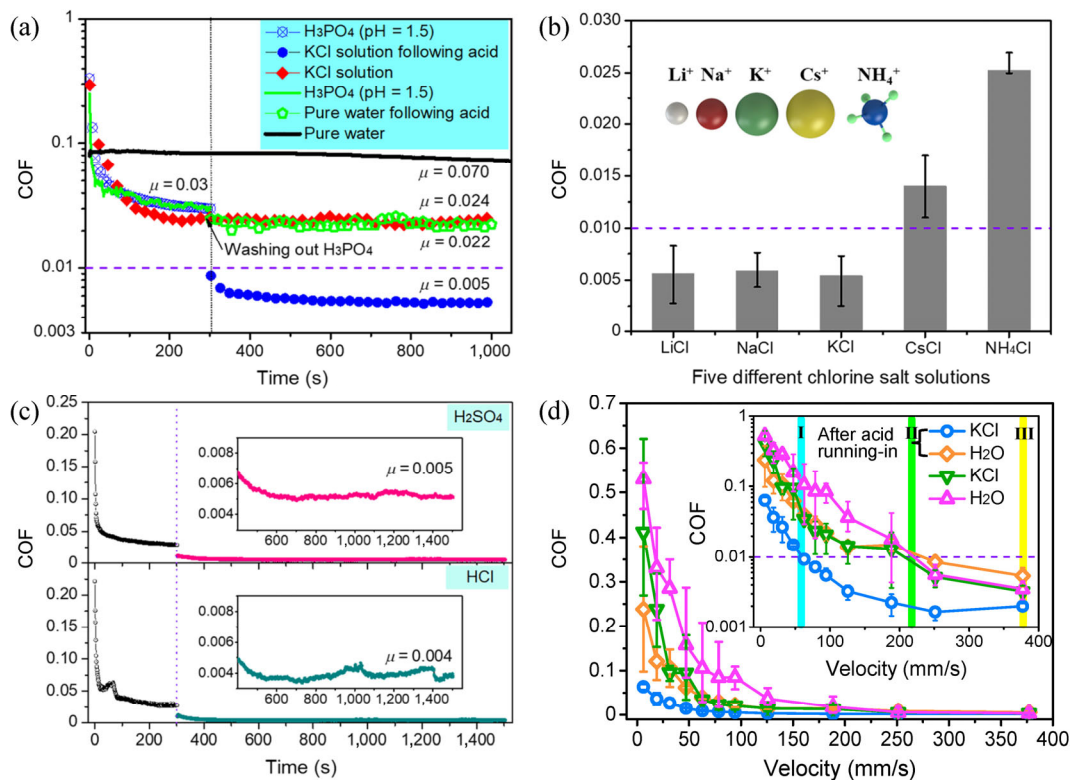 (a)
COF
1
0.1
0.01
0.003
H₃PO₄ (pH = 1.5)
KCl solution following acid
KCl solution
H₃PO₄ (pH = 1.5)
Pure water following acid
Pure water
μ = 0.03
μ = 0.070
μ = 0.024
Washing out H₃PO₄
μ = 0.022
μ = 0.005
0 200 400 600 800 1,000
Time (s)
(b)
COF
0.030
0.025
0.020
0.015
0.010
0.005
0
Li⁺ Na⁺ K⁺ Cs⁺ NH₄⁺
LiCl NaCl KCl CsCl NH₄Cl
Five different chlorine salt solutions
(c)
COF
0.25
0.20
0.15
0.10
0.05
0
H₂SO₄
0.008
0.006
0.004
μ = 0.005
600 800 1,000 1,200 1,400
COF
0.20
0.15
0.10
0.05
0
HCl
0.008
0.006
0.004
0.002
μ = 0.004
600 800 1,000 1,200 1,400
0 200 400 600 800 1,000 1,200 1,400
Time (s)
(d)
COF
0.7
0.6
0.5
0.4
0.3
0.2
0.1
0
COF
1
0.1
0.01
0.001
I II III
After acid
running-in
KCl
H₂O
KCl
H₂O
0 50 100 150 200 250 300 350 400
Velocity (mm/s)
0 50 100 150 200 250 300 350 400
Velocity (mm/s)